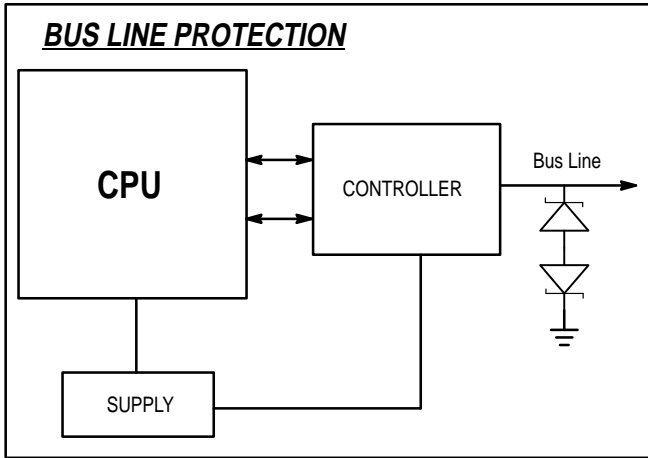 BUS LINE PROTECTION
CPU
CONTROLLER
Bus Line
SUPPLY